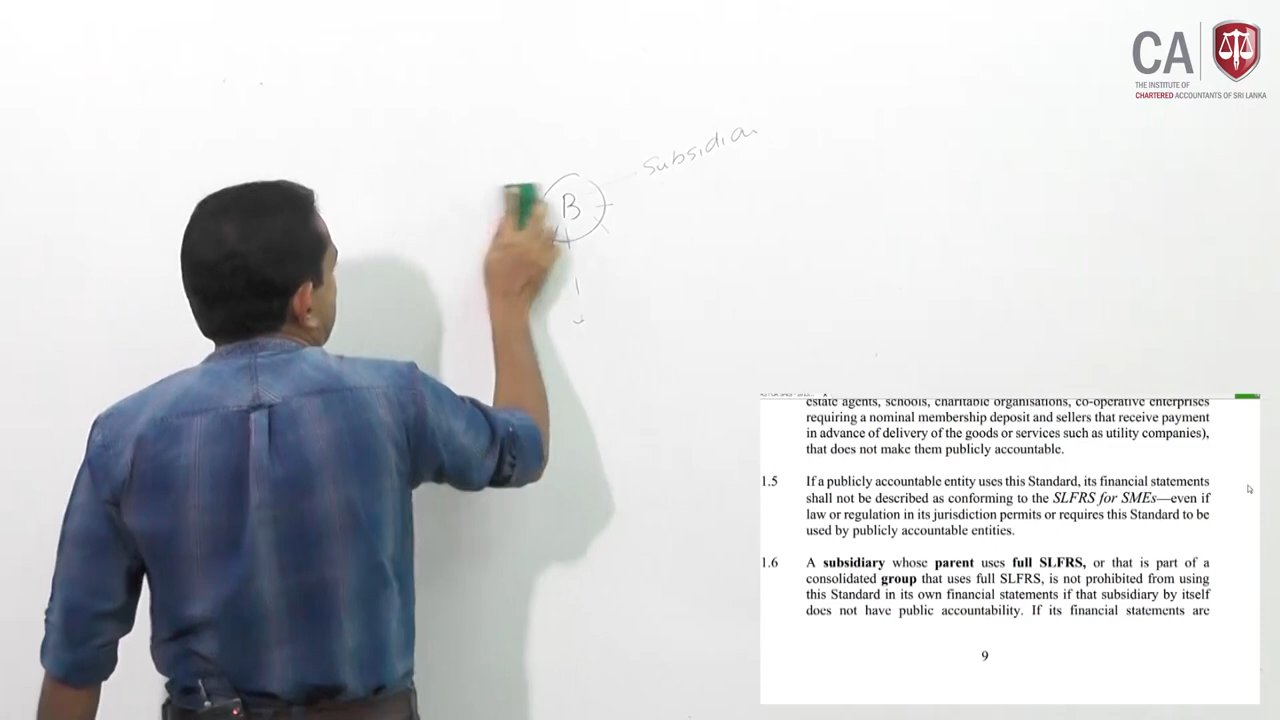 CA
THE INSTITUTE OF
CHARTERED ACCOUNTANTS OF SRI LANKA
Subsidia
B
estate agents, schools, charitable organisations, co-operative enterprises
requiring a nominal membership deposit and sellers that receive payment
in advance of delivery of the goods or services such as utility companies),
that does not make them publicly accountable.
1.5 If a publicly accountable entity uses this Standard, its financial statements
shall not be described as conforming to the SLFRS for SMEs—even if
law or regulation in its jurisdiction permits or requires this Standard to be
used by publicly accountable entities.
1.6 A subsidiary whose parent uses full SLFRS, or that is part of a
consolidated group that uses full SLFRS, is not prohibited from using
this Standard in its own financial statements if that subsidiary by itself
does not have public accountability. If its financial statements are
9